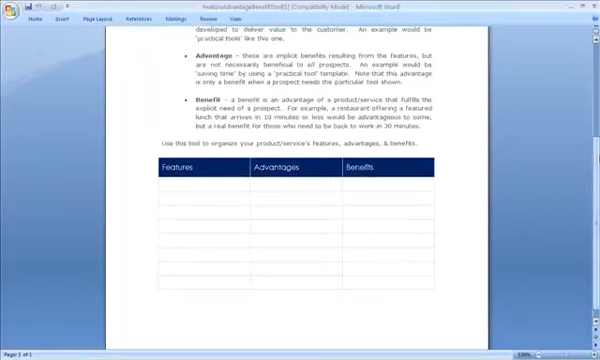 FeatureAdvantageBenefitTool[1] [Compatibility Mode] - Microsoft Word
Home Insert Page Layout References Mailings Review View
developed to deliver value to the customer. An example would be
'practical tools' like this one.
• Advantage - these are implicit benefits resulting from the features, but
are not necessarily beneficial to all prospects. An example would be
'saving time' by using a 'practical tool' template. Note that this advantage
is only a benefit when a prospect needs the particular tool shown.
• Benefit - a benefit is an advantage of a product/service that fulfills the
explicit need of a prospect. For example, a restaurant offering a featured
lunch that arrives in 10 minutes or less would be advantageous to some,
but a real benefit for those who need to be back to work in 30 minutes.
Use this tool to organize your product/service's features, advantages, & benefits.
Features Advantages Benefits
Page: 1 of 1 100%